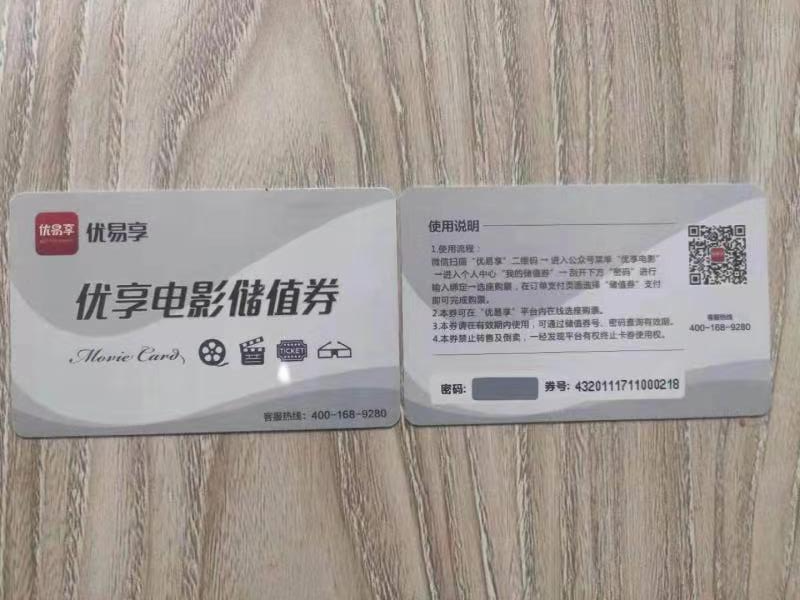 优易享
优易享
优享电影储值券
Movie Card
TICKET
客服热线：400-168-9280
使用说明
1.使用流程：
微信扫描“优易享”二维码→进入公众号菜单“优享电影”
→进入个人中心“我的储值券”→刮开下方“密码”进行
输入绑定→选座购票，在订单支付页面选择“储值券”支付
即可完成购票。
2.本券可在“优易享”平台内在线选座购票。
3.本券请在有效期内使用，可通过储值券号、密码查询有效期。
4.本券禁止转售及倒卖，一经发现平台有权终止卡券使用权。
客服热线
400-168-9280
密码：
券号：4320111711000218